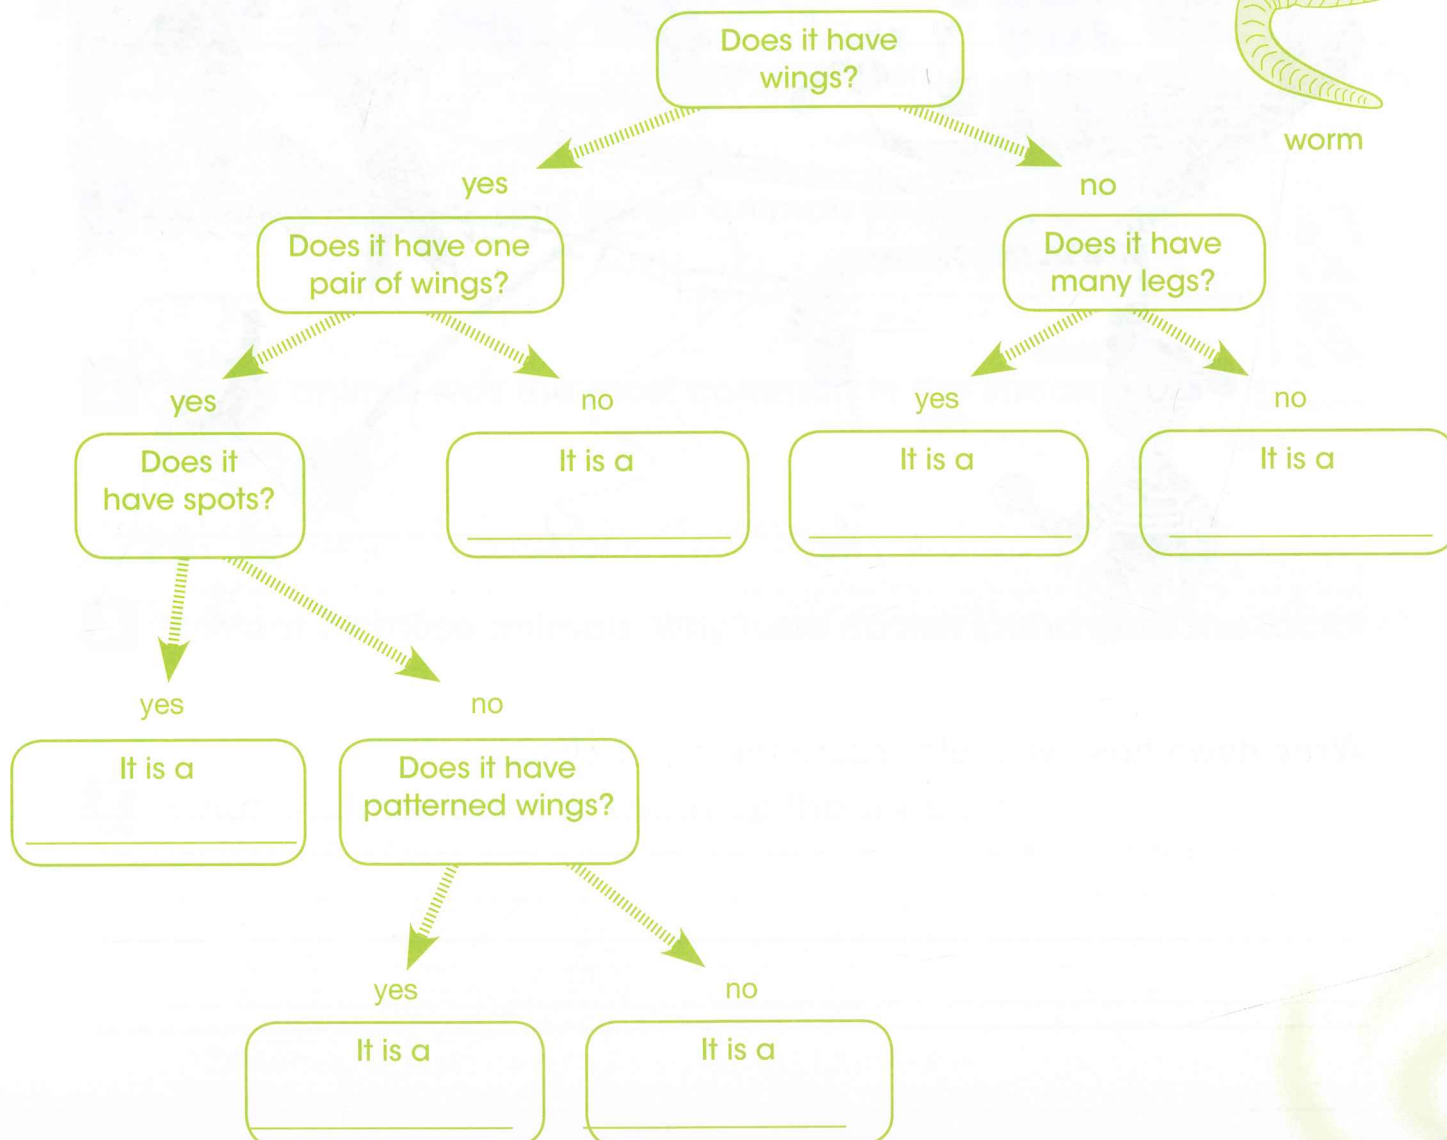 Does it have
wings?
worm
yes
no
Does it have one
pair of wings?
Does it have
many legs?
yes
no
yes
no
Does it
have spots?
It is a
It is a
It is a
yes
no
It is a
Does it have
patterned wings?
yes
no
It is a
It is a